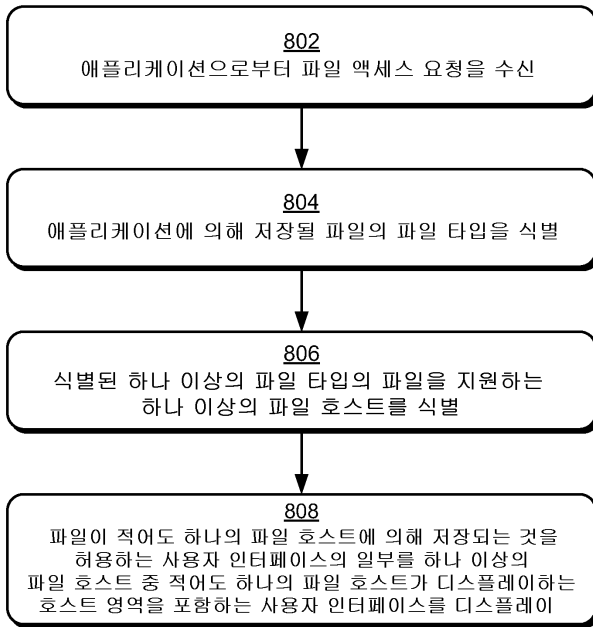 802
애플리케이션으로부터 파일 액세스 요청을 수신
804
애플리케이션에 의해 저장될 파일의 파일 타입을 식별
806
식별된 하나 이상의 파일 타입의 파일을 지원하는
하나 이상의 파일 호스트를 식별
808
파일이 적어도 하나의 파일 호스트에 의해 저장되는 것을
허용하는 사용자 인터페이스의 일부를 하나 이상의
파일 호스트 중 적어도 하나의 파일 호스트가 디스플레이하는
호스트 영역을 포함하는 사용자 인터페이스를 디스플레이